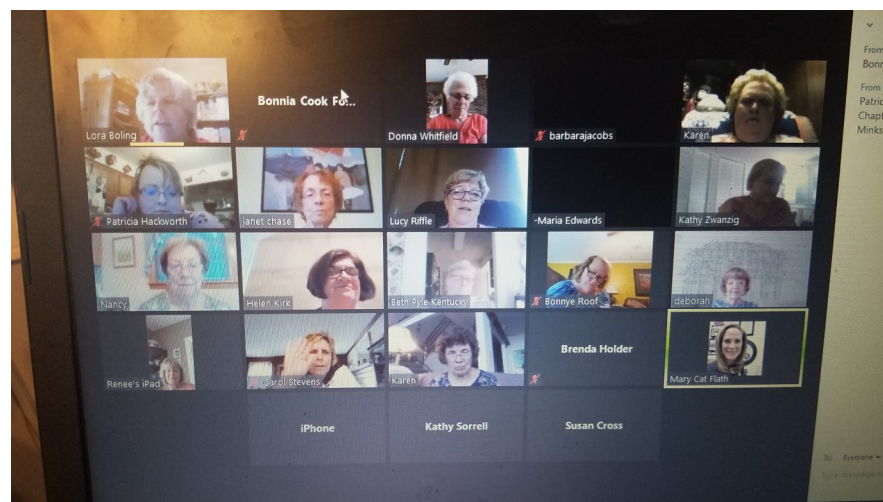 Lora Boling
Bonnia Cook Fo...
Donna Whitfield
barbarajacobs
Karen
Patricia Hackworth
janet chase
Lucy Riffle
-Maria Edwards
Kathy Zwanzig
Nancy
Helen Kirk
Beth Pyle-Kentucky
Bonnye Roof
deborah
Renee's iPad
Carol Stevens
Karen
Brenda Holder
Mary Cat Flath
iPhone
Kathy Sorrell
Susan Cross
From
Bonn
From
Patric
Chapt
Minks
To: Everyone
Type message